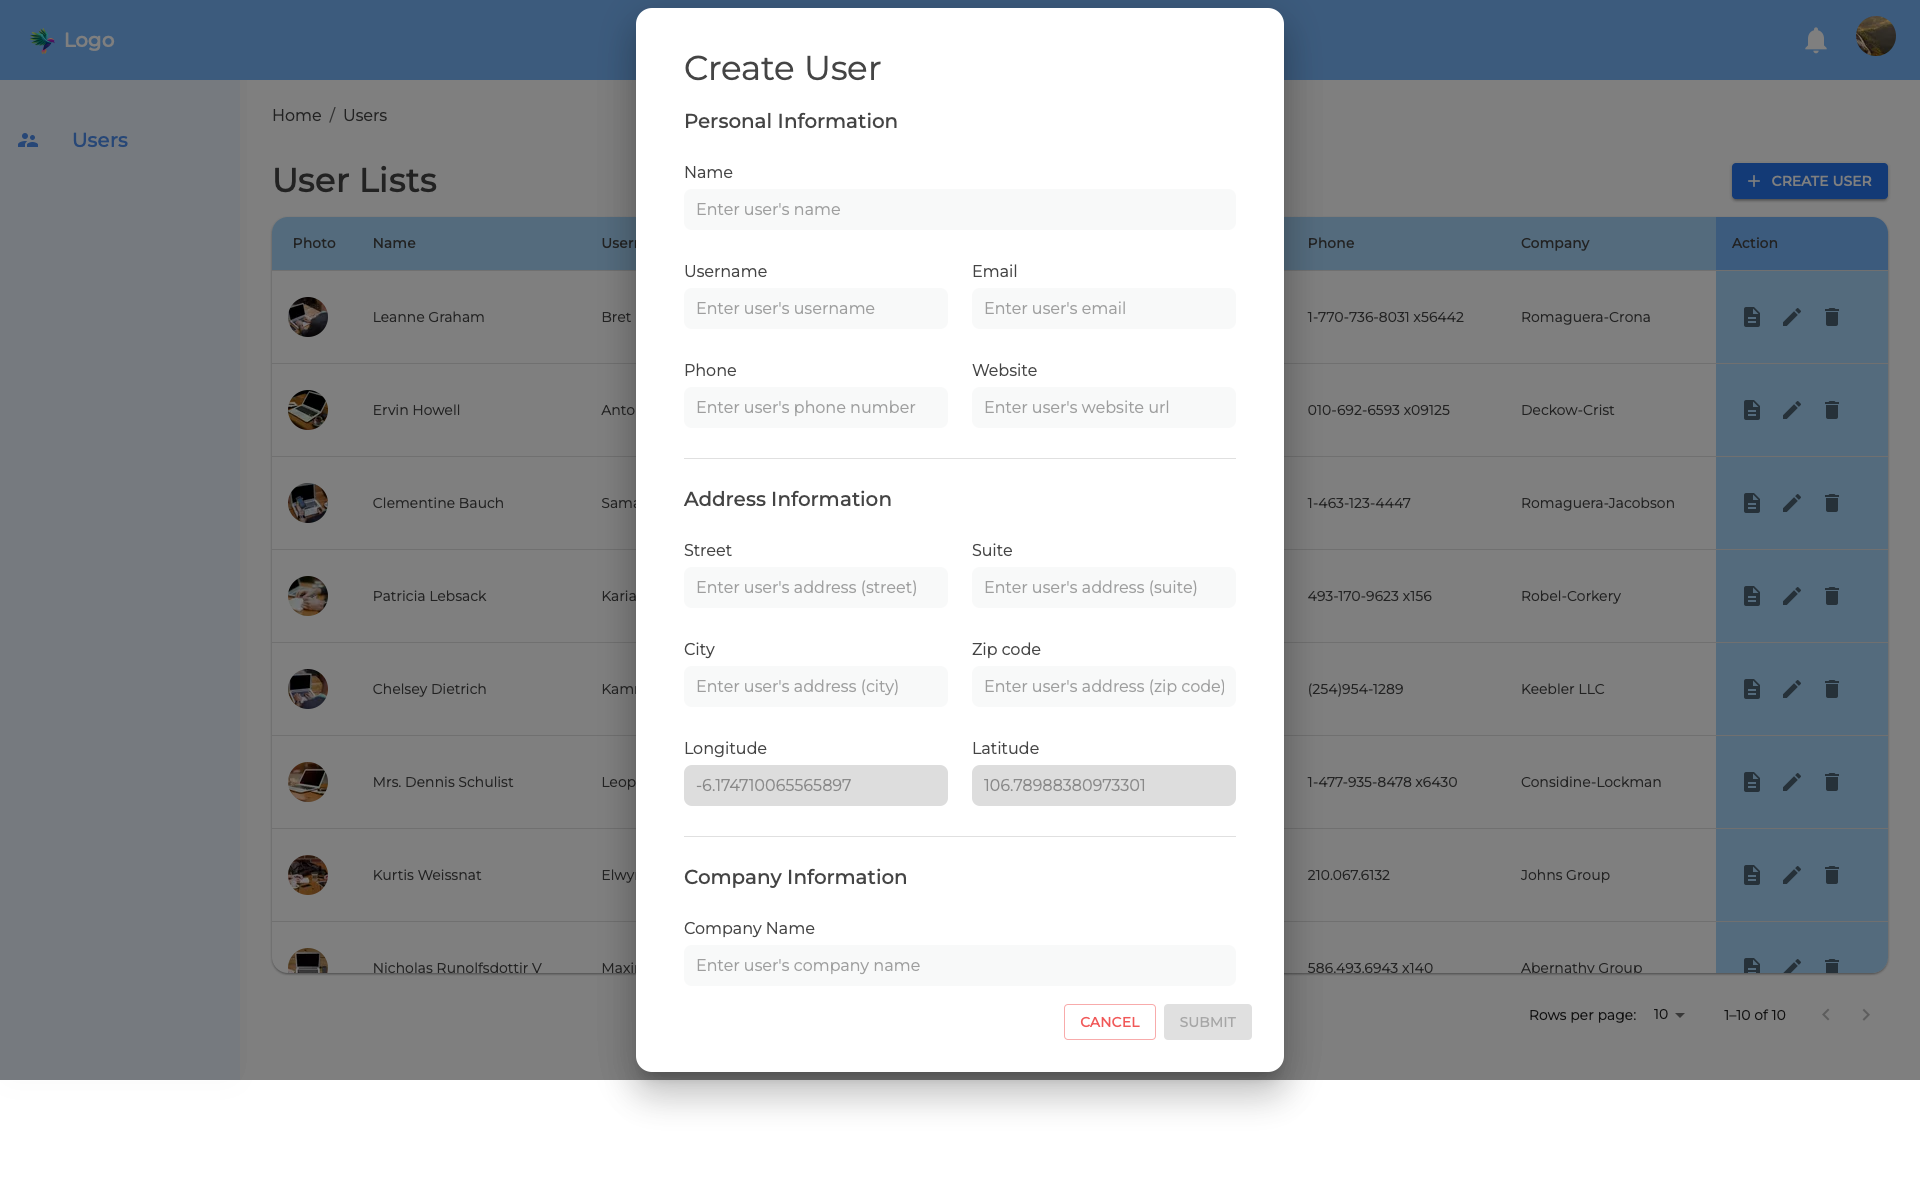 Logo
Users
Home / Users
User Lists
CREATE USER
Photo Name Phone Company Action
Leanne Graham Bret 1-770-736-8031 x56442 Romaguera-Crona
Ervin Howell 010-692-6593 x09125 Deckow-Crist
Clementine Bauch 1-463-123-4447 Romaguera-Jacobson
Patricia Lebsack 493-170-9623 x156 Robel-Corkery
Chelsey Dietrich (254)954-1289 Keebler LLC
Mrs. Dennis Schulist 1-477-935-8478 x6430 Considine-Lockman
Kurtis Weissnat 210.067.6132 Johns Group
Nicholas Runolfsdottir V 586.493.6943 x140 Abernathy Group
Rows per page: 10 1–10 of 10
Create User
Personal Information
Name
Enter user's name
Username Email
Enter user's username Enter user's email
Phone Website
Enter user's phone number Enter user's website url
Address Information
Street Suite
Enter user's address (street) Enter user's address (suite)
City Zip code
Enter user's address (city) Enter user's address (zip code)
Longitude Latitude
-6.174710065565897 106.78988380973301
Company Information
Company Name
Enter user's company name
CANCEL SUBMIT